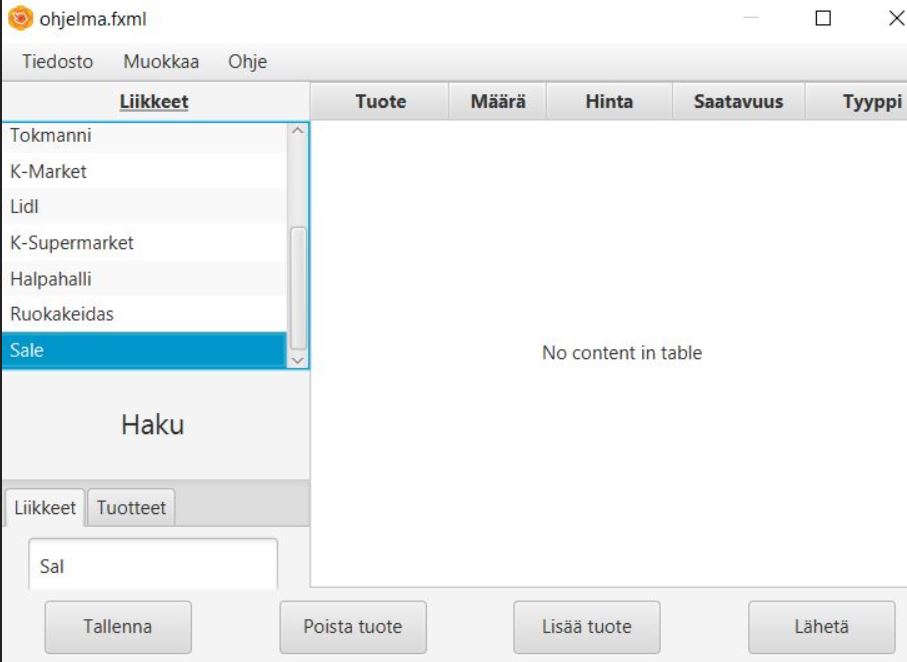 ohjelma.fxml
Tiedosto Muokkaa Ohje
Liikkeet Tuote Määrä Hinta Saatavuus Tyyppi
Tokmanni
K-Market
Lidl
K-Supermarket
Halpahalli
Ruokakeidas
Sale
No content in table
Haku
Liikkeet Tuotteet
Sal
Tallenna Poista tuote Lisää tuote Lähetä